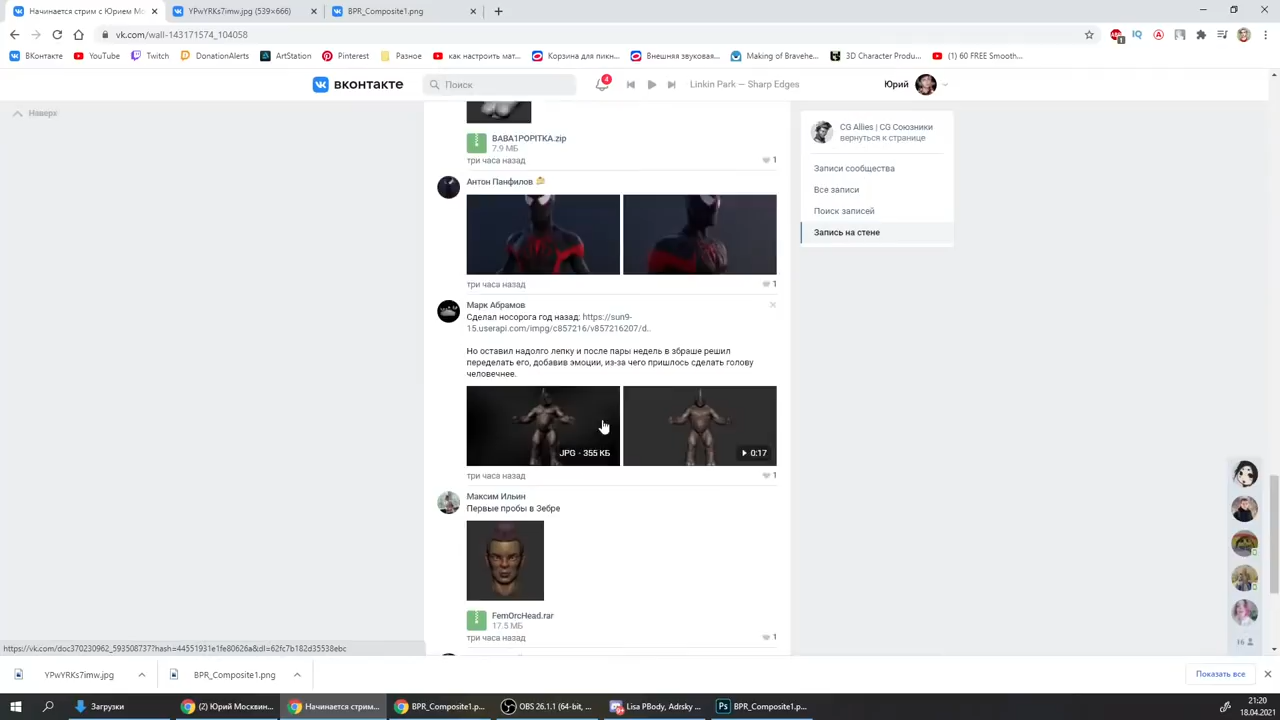 Начинается стрим с Юрием Мо
YPwYRKs7imw.jpg (539×666)
BPR_Composite1.png
vk.com/wall-143171574_104058
ВКонтакте
YouTube
Twitch
DonationAlerts
ArtStation
Pinterest
Разное
как настроить мат...
Корзина для пикн...
Внешняя звуковая...
Making of Bravehe...
3D Character Produ...
(1) 60 FREE Smooth...
ВКОНТАКТЕ
Поиск
4
Linkin Park — Sharp Edges
Юрий
Наверх
BABA1POPITKA.zip
7.9 МБ
три часа назад
1
Антон Панфилов
три часа назад
1
Марк Абрамов
Сделал носорога год назад: https://sun9-
15.userapi.com/impg/c857216/v857216207/d..
Но оставил надолго лепку и после пары недель в збраше решил
переделать его, добавив эмоции, из-за чего пришлось сделать голову
человечнее.
JPG - 355 КБ
0:17
три часа назад
1
Максим Ильин
Первые пробы в Зебре
FemOrcHead.rar
17.5 МБ
три часа назад
1
CG Allies | CG Союзники
вернуться к странице
Записи сообщества
Все записи
Поиск записей
Запись на стене
https://vk.com/doc370230962_593508737?hash=44551931e1fe80626a&dl=62fc7b182d35538ebc
YPwYRKs7imw.jpg
BPR_Composite1.png
Показать все
Загрузки
(2) Юрий Москвин...
Начинается стрим...
BPR_Composite1.p...
OBS 26.1.1 (64-bit, ...
Lisa PBody, Adrsky ...
BPR_Composite1.p...
21:20
18.04.2021